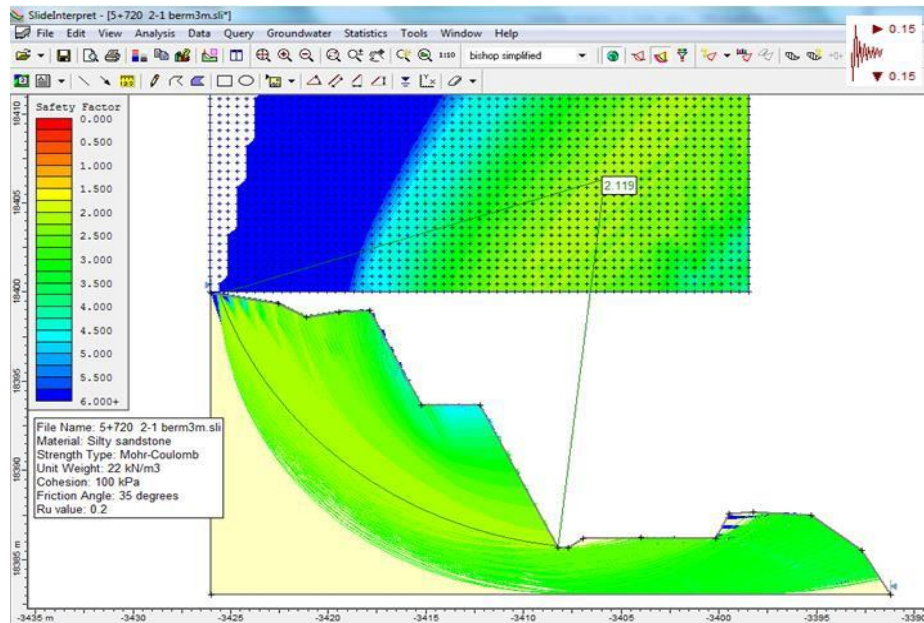 SlideInterpret - [5+720 2-1 berm3m.sli*]
File Edit View Analysis Data Query Groundwater Statistics Tools Window Help
1:10
bishop simplified
0.15
0.15
Safety Factor
0.000
0.500
1.000
1.500
2.000
2.500
3.000
3.500
4.000
4.500
5.000
5.500
6.000+
2.119
File Name: 5+720 2-1 berm3m.sli
Material: Silty sandstone
Strength Type: Mohr-Coulomb
Unit Weight: 22 kN/m3
Cohesion: 100 kPa
Friction Angle: 35 degrees
Ru value: 0.2
18410
18405
18400
18395
18390
18385 m
-3435 m
-3430
-3425
-3420
-3415
-3410
-3405
-3400
-3395
-3390